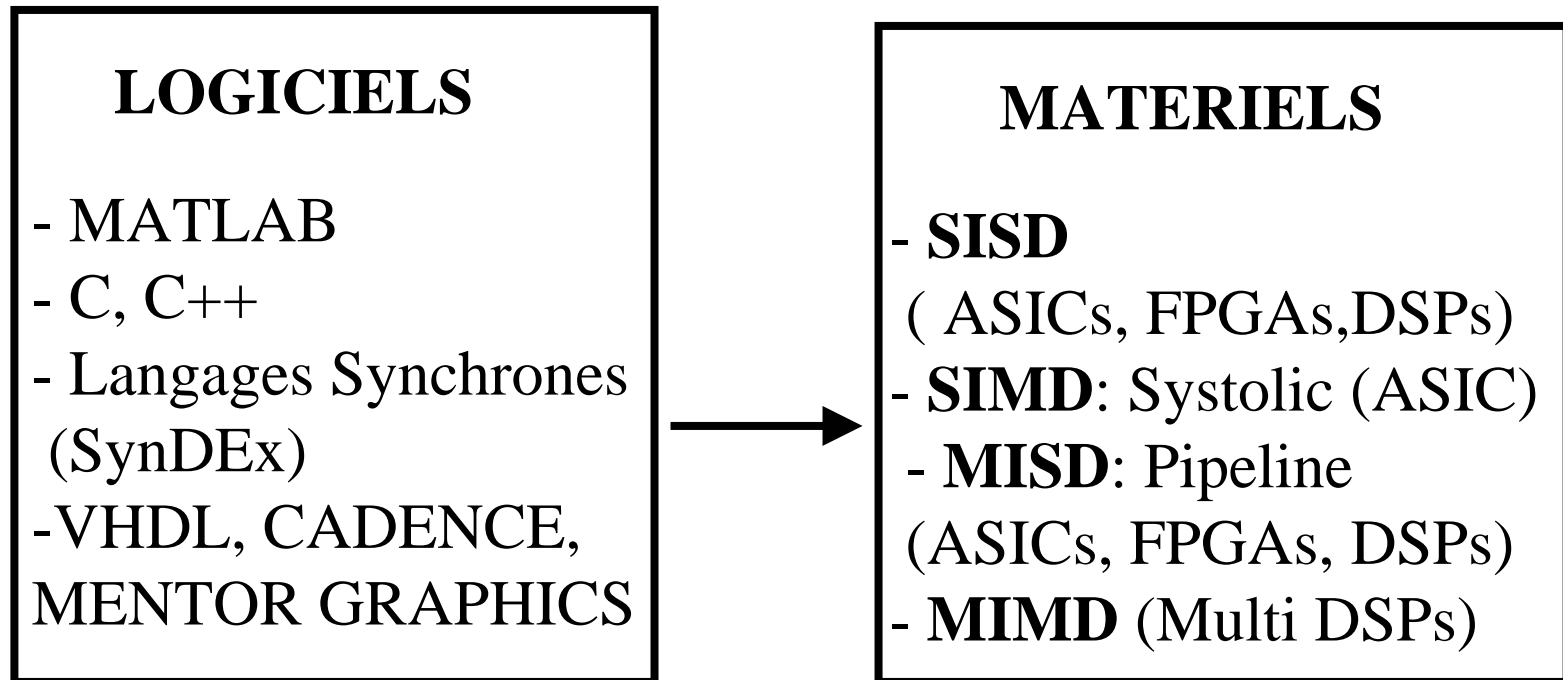 LOGICIELS
- MATLAB
- C, C++
- Langages Synchrones
(SynDEx)
-VHDL, CADENCE,
MENTOR GRAPHICS
MATERIELS
- SISD
( ASICs, FPGAs,DSPs)
- SIMD: Systolic (ASIC)
- MISD: Pipeline
(ASICs, FPGAs, DSPs)
- MIMD (Multi DSPs)